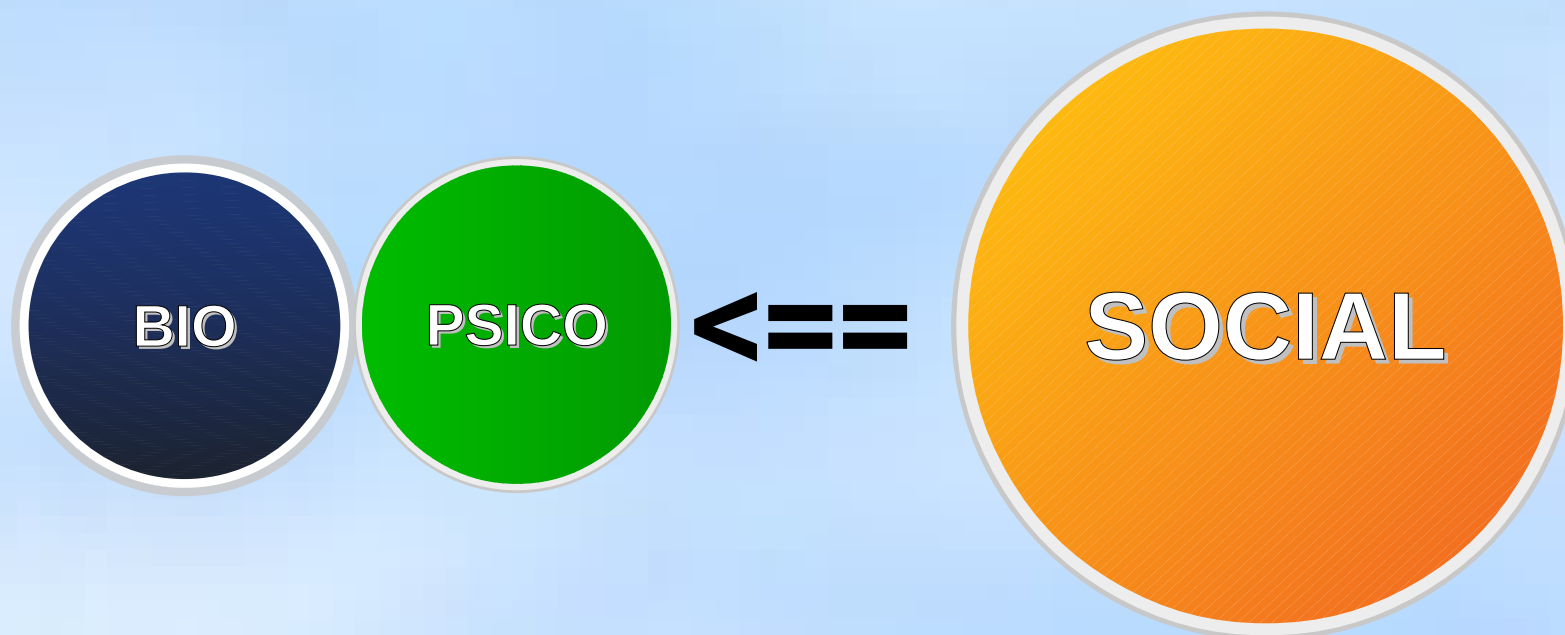 BIO PSICO <== SOCIAL